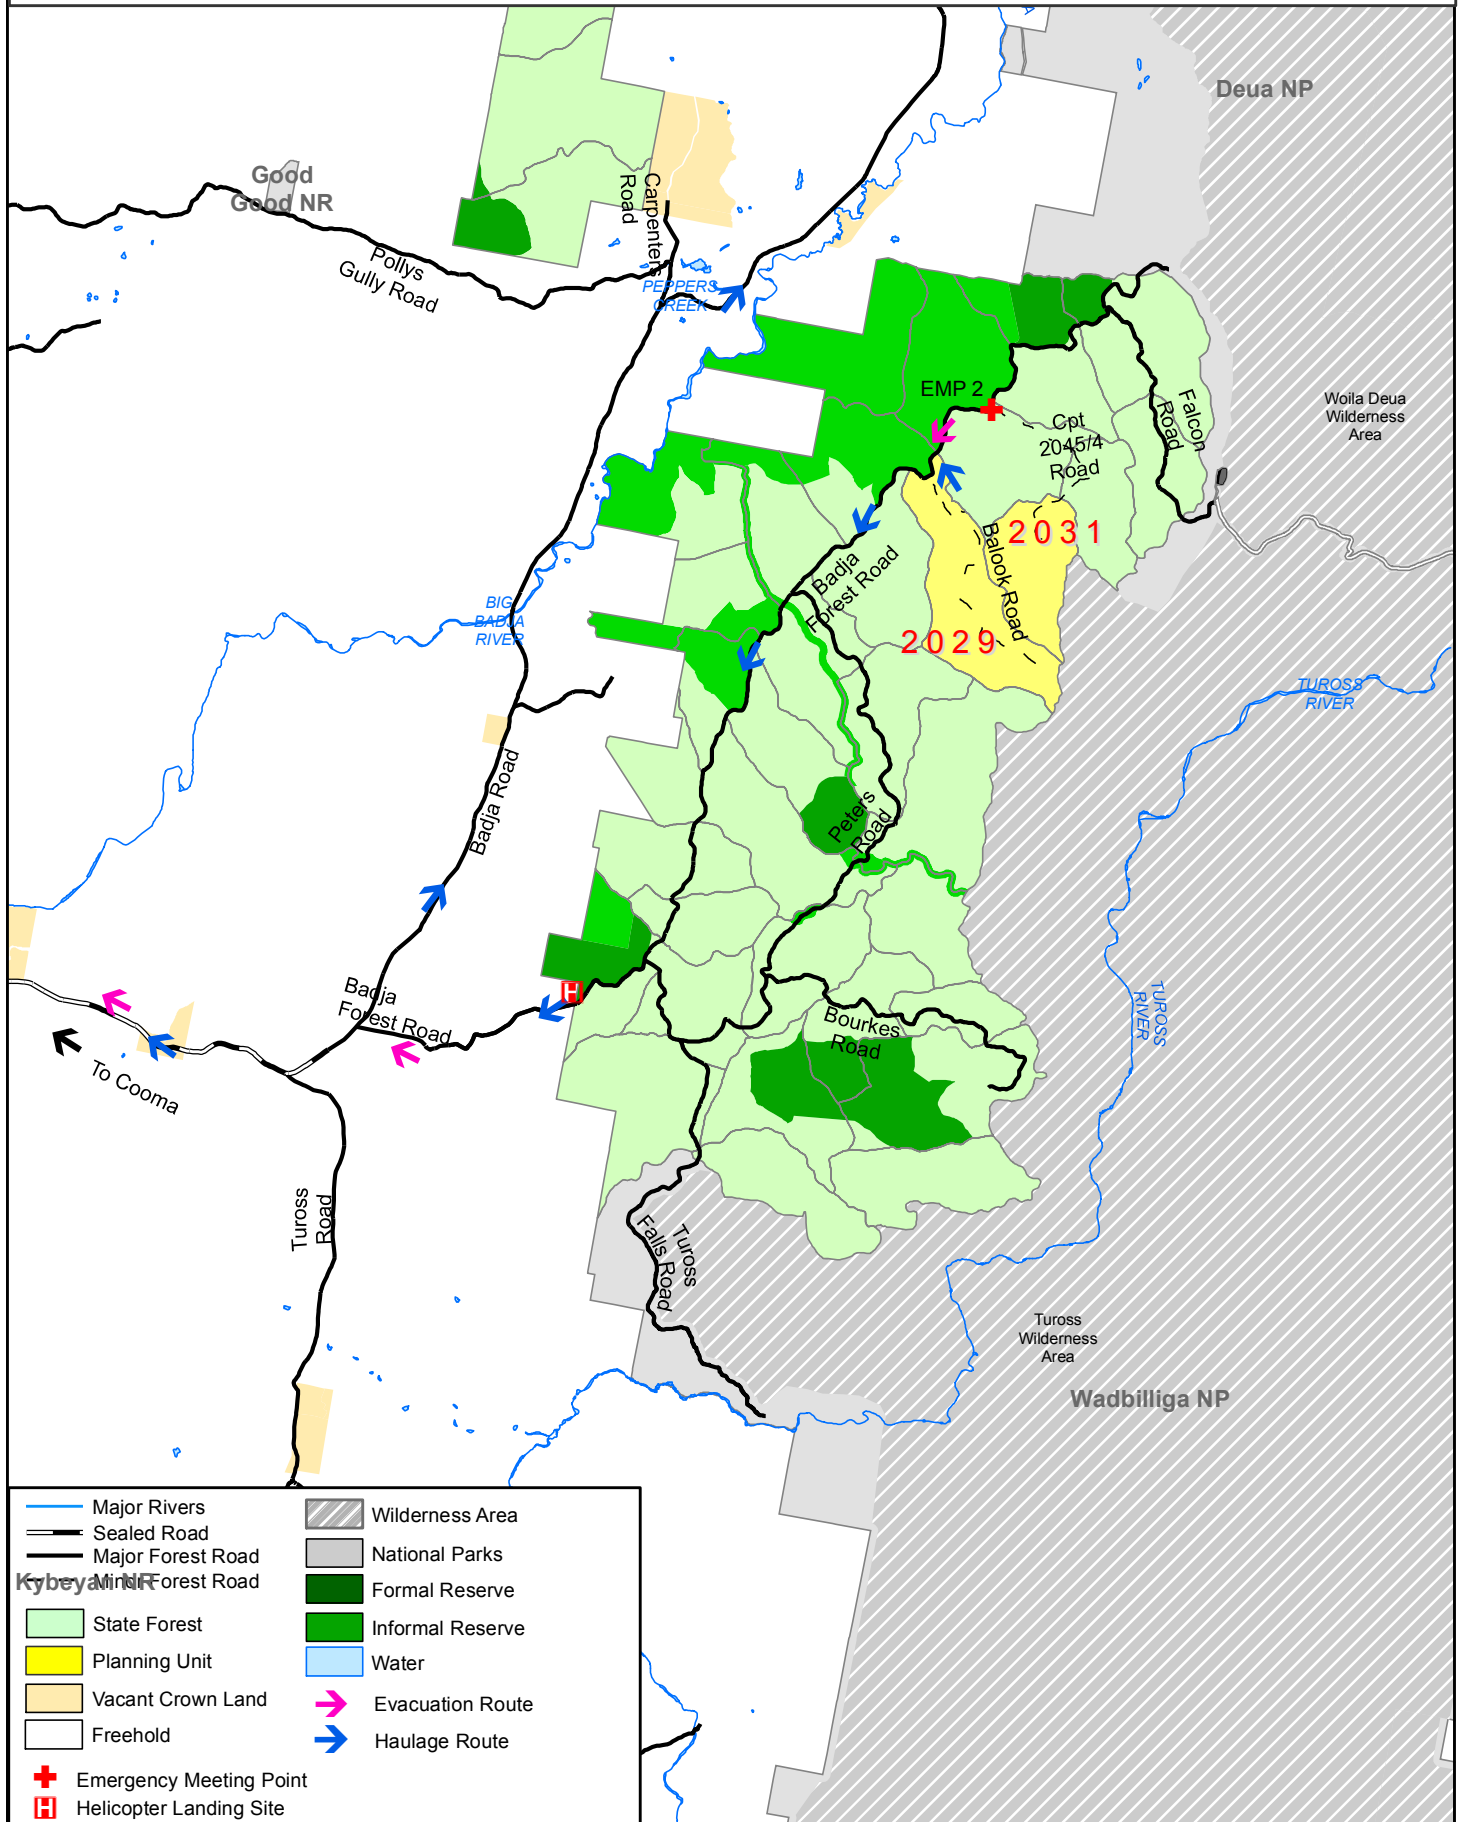 Deua NP
Good
Good NR
Carpenters
Road
Pollys
Gully Road
PEPPERS
CREEK
EMP 2
Cpt
2045/4
Road
Falcon
Road
Woila Deua
Wilderness
Area
2031
Balook Road
Badja
Forest Road
2029
BIG
BADJA
RIVER
TUROSS
RIVER
Badja Road
Peters
Road
Badja
Forest Road
To Cooma
Bourkes
Road
TUROSS
RIVER
Tuross
Road
Tuross
Falls Road
Tuross
Wilderness
Area
Wadbilliga NP
Major Rivers
Sealed Road
Major Forest Road
Minor Forest Road
Kybeyan NR
State Forest
Planning Unit
Vacant Crown Land
Freehold
Wilderness Area
National Parks
Formal Reserve
Informal Reserve
Water
Evacuation Route
Haulage Route
Emergency Meeting Point
H Helicopter Landing Site
H